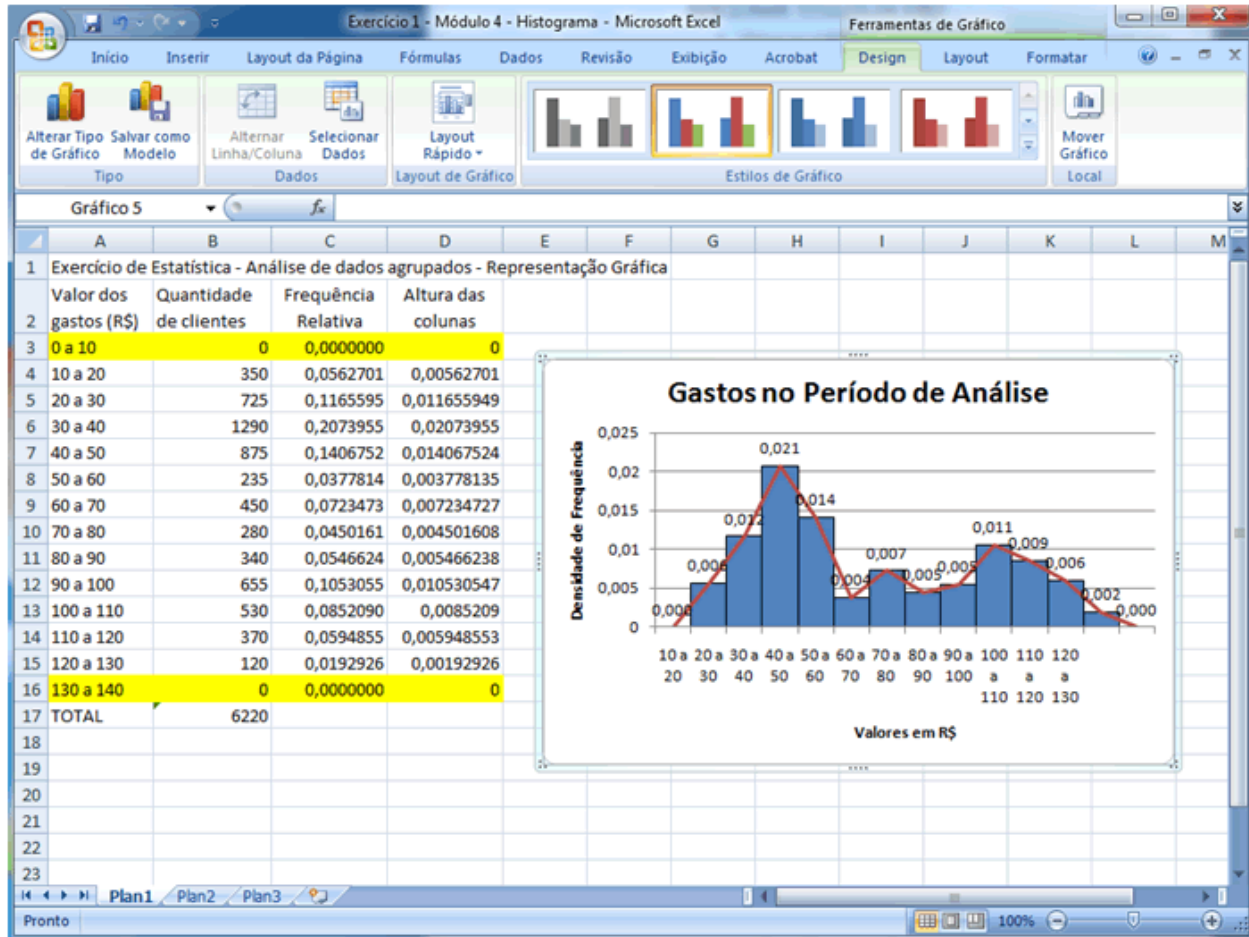 Exercício 1 - Módulo 4 - Histograma - Microsoft Excel
Ferramentas de Gráfico
Início Inserir Layout da Página Fórmulas Dados Revisão Exibição Acrobat Design Layout Formatar
Alterar Tipo de Gráfico
Salvar como Modelo
Alternar Linha/Coluna
Selecionar Dados
Layout Rápido
Mover Gráfico
Tipo Dados Layout de Gráfico Estilos de Gráfico Local
Gráfico 5 fx
A B C D E F G H I J K L M
1 Exercício de Estatística - Análise de dados agrupados - Representação Gráfica
Valor dos Quantidade Frequência Altura das
2 gastos (R$) de clientes Relativa colunas
3 0 a 10 0 0,0000000 0
4 10 a 20 350 0,0562701 0,00562701
5 20 a 30 725 0,1165595 0,011655949
6 30 a 40 1290 0,2073955 0,02073955
7 40 a 50 875 0,1406752 0,014067524
8 50 a 60 235 0,0377814 0,003778135
9 60 a 70 450 0,0723473 0,007234727
10 70 a 80 280 0,0450161 0,004501608
11 80 a 90 340 0,0546624 0,005466238
12 90 a 100 655 0,1053055 0,010530547
13 100 a 110 530 0,0852090 0,0085209
14 110 a 120 370 0,0594855 0,005948553
15 120 a 130 120 0,0192926 0,00192926
16 130 a 140 0 0,0000000 0
17 TOTAL 6220
18
19
20
21
22
23
Gastos no Período de Análise
Densidade de Frequência
0,025
0,02
0,015
0,01
0,005
0
0,000 0,006 0,012 0,021 0,014 0,004 0,007 0,005 0,005 0,011 0,009 0,006 0,002 0,000
10 a 20 a 30 a 40 a 50 a 60 a 70 a 80 a 90 a 100 110 120
20 30 40 50 60 70 80 90 100 a a a
110 120 130
Valores em R$
Plan1 Plan2 Plan3
Pronto 100%